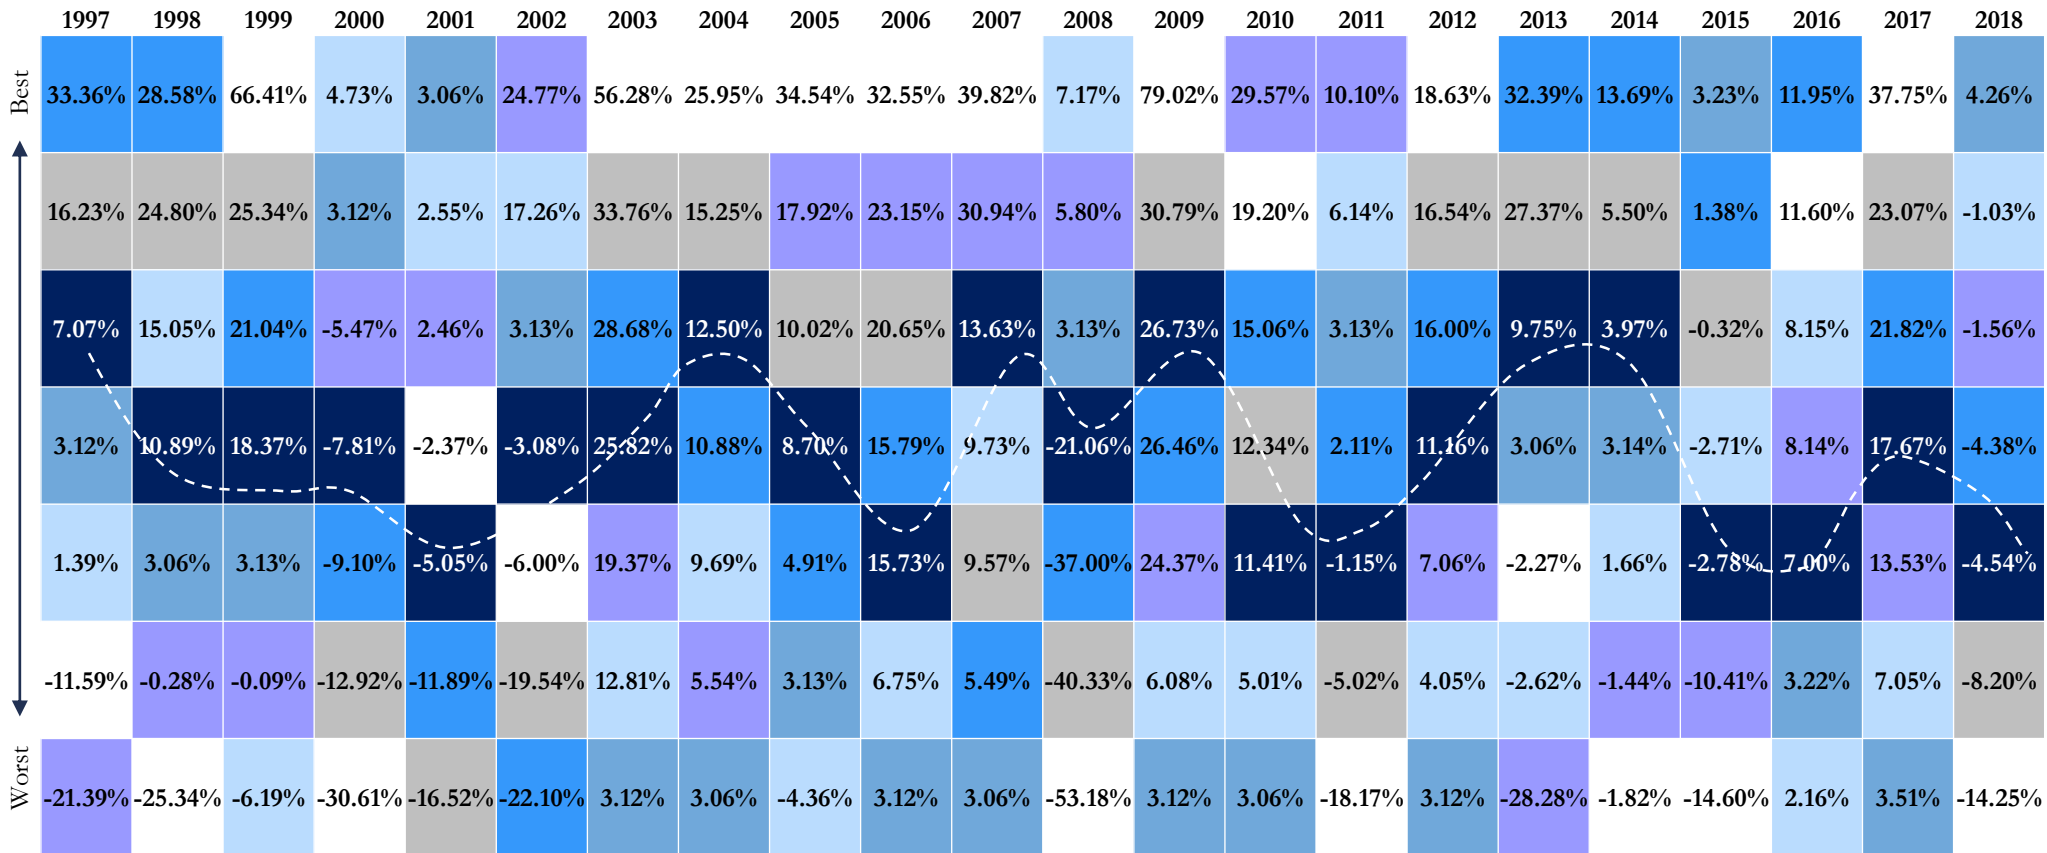 1997 1998 1999 2000 2001 2002 2003 2004 2005 2006 2007 2008 2009 2010 2011 2012 2013 2014 2015 2016 2017 2018
Best
33.36% 28.58% 66.41% 4.73% 3.06% 24.77% 56.28% 25.95% 34.54% 32.55% 39.82% 7.17% 79.02% 29.57% 10.10% 18.63% 32.39% 13.69% 3.23% 11.95% 37.75% 4.26%
16.23% 24.80% 25.34% 3.12% 2.55% 17.26% 33.76% 15.25% 17.92% 23.15% 30.94% 5.80% 30.79% 19.20% 6.14% 16.54% 27.37% 5.50% 1.38% 11.60% 23.07% -1.03%
7.07% 15.05% 21.04% -5.47% 2.46% 3.13% 28.68% 12.50% 10.02% 20.65% 13.63% 3.13% 26.73% 15.06% 3.13% 16.00% 9.75% 3.97% -0.32% 8.15% 21.82% -1.56%
3.12% 10.89% 18.37% -7.81% -2.37% -3.08% 25.82% 10.88% 8.70% 15.79% 9.73% -21.06% 26.46% 12.34% 2.11% 11.16% 3.06% 3.14% -2.71% 8.14% 17.67% -4.38%
1.39% 3.06% 3.13% -9.10% -5.05% -6.00% 19.37% 9.69% 4.91% 15.73% 9.57% -37.00% 24.37% 11.41% -1.15% 7.06% -2.27% 1.66% -2.78% 7.00% 13.53% -4.54%
-11.59% -0.28% -0.09% -12.92% -11.89% -19.54% 12.81% 5.54% 3.13% 6.75% 5.49% -40.33% 6.08% 5.01% -5.02% 4.05% -2.62% -1.44% -10.41% 3.22% 7.05% -8.20%
Worst
-21.39% -25.34% -6.19% -30.61% -16.52% -22.10% 3.12% 3.06% -4.36% 3.12% 3.06% -53.18% 3.12% 3.06% -18.17% 3.12% -28.28% -1.82% -14.60% 2.16% 3.51% -14.25%